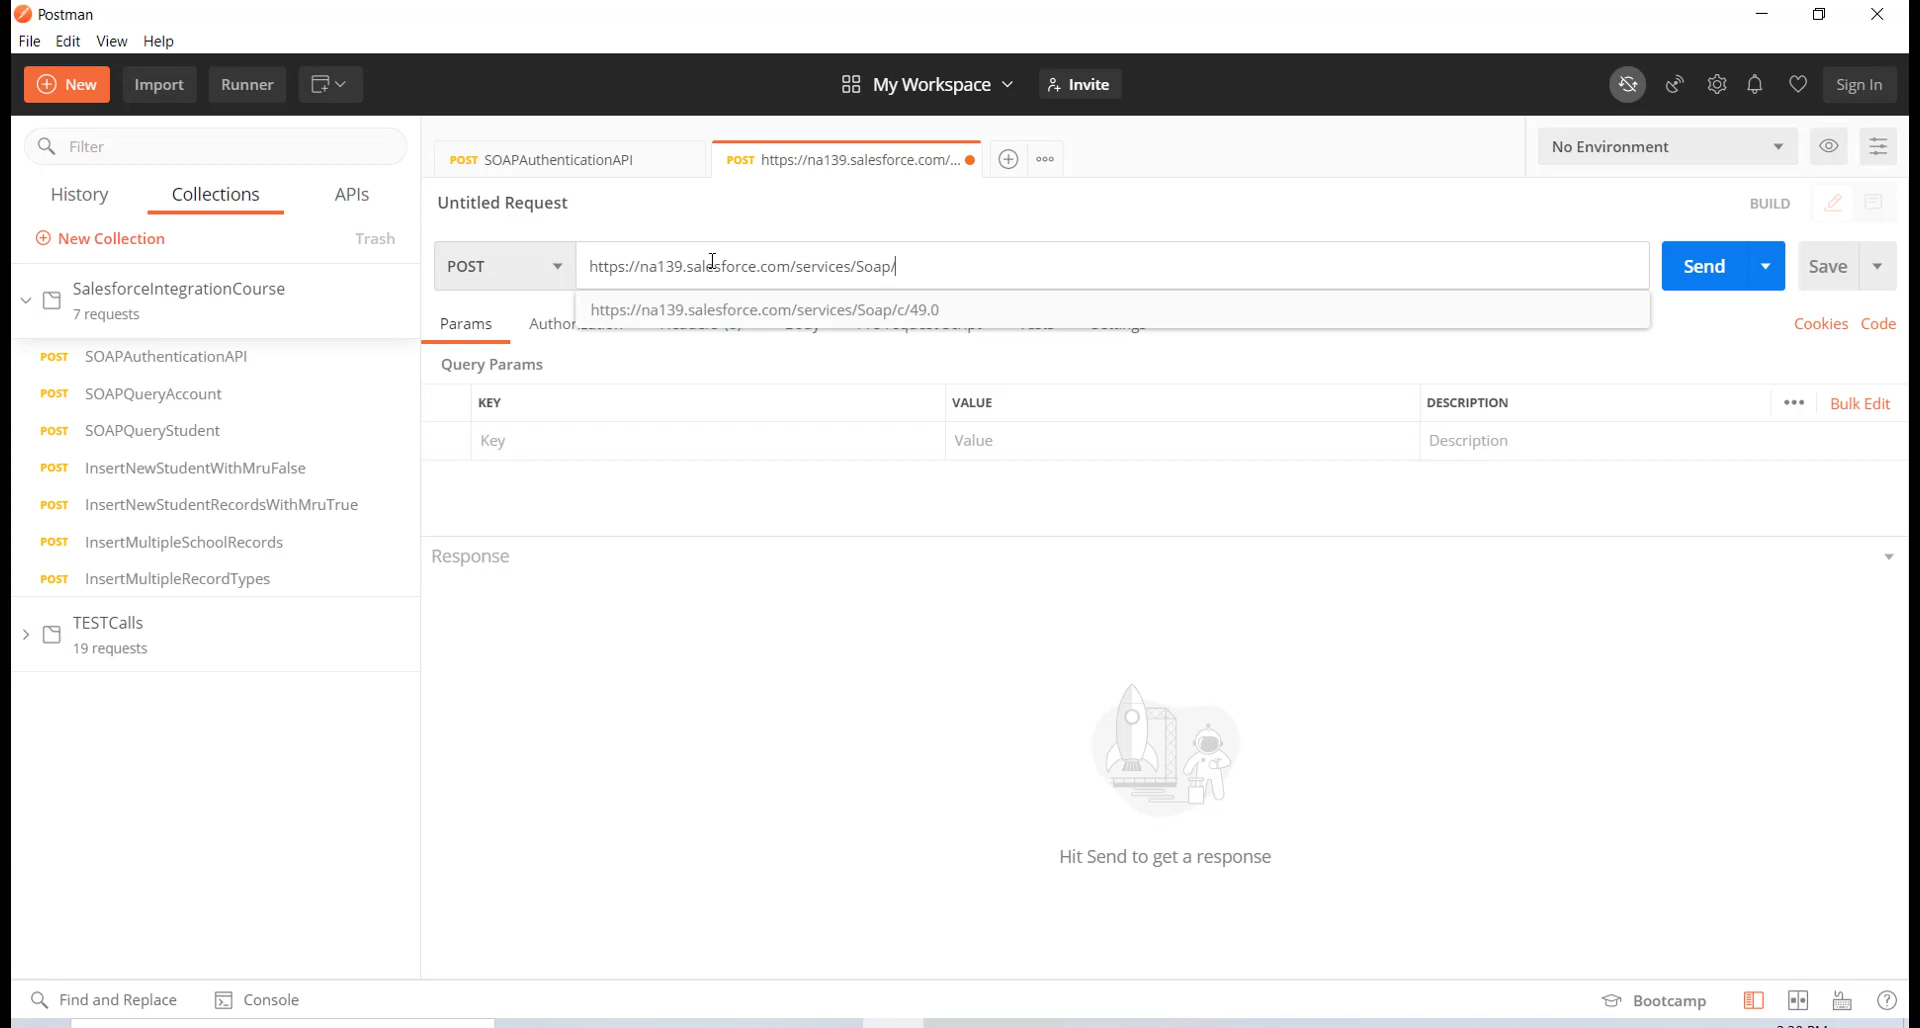 Postman
File Edit View Help
New Import Runner My Workspace Invite Sign In
Filter
History Collections APIs
New Collection Trash
SalesforceIntegrationCourse
7 requests
POST SOAPAuthenticationAPI
POST SOAPQueryAccount
POST SOAPQueryStudent
POST InsertNewStudentWithMruFalse
POST InsertNewStudentRecordsWithMruTrue
POST InsertMultipleSchoolRecords
POST InsertMultipleRecordTypes
TESTCalls
19 requests
POST SOAPAuthenticationAPI POST https://na139.salesforce.com/... No Environment
Untitled Request BUILD
POST https://na139.salesforce.com/services/Soap/ Send Save
https://na139.salesforce.com/services/Soap/c/49.0
Params Cookies Code
Query Params
KEY VALUE DESCRIPTION Bulk Edit
Key Value Description
Response
Hit Send to get a response
Find and Replace Console Bootcamp